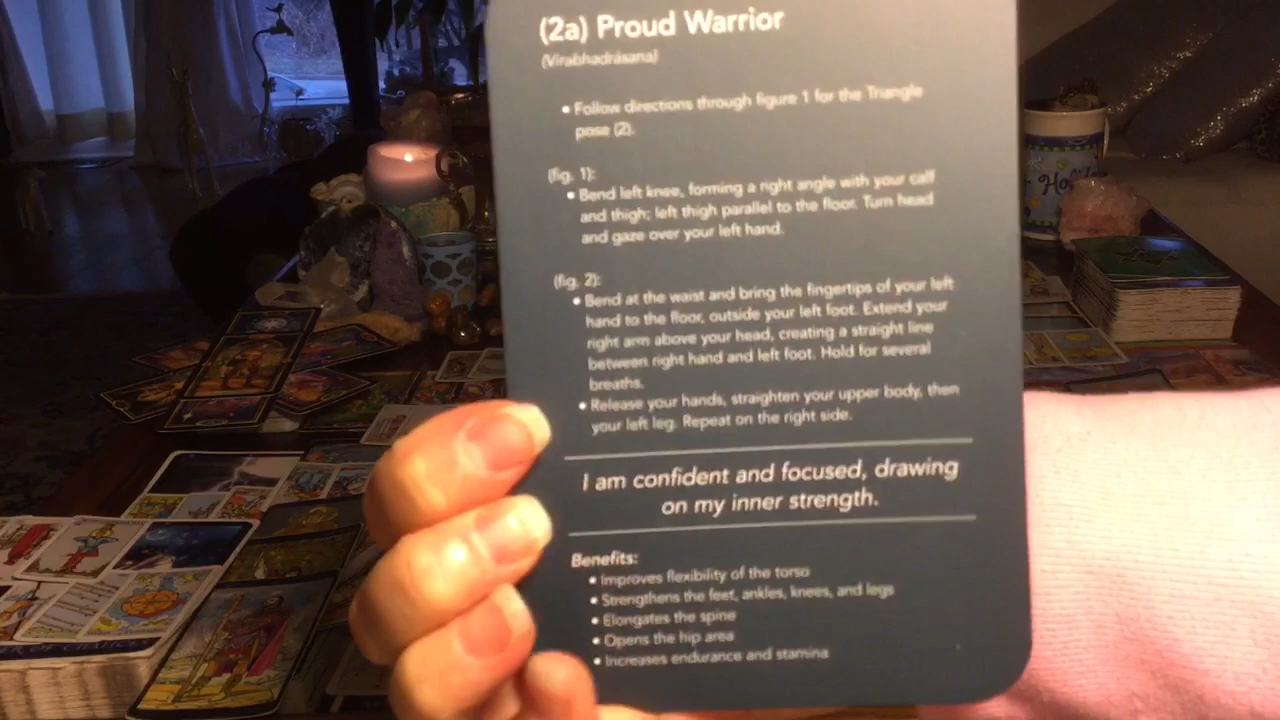 (2a) Proud Warrior
(Virabhadrásana)
• Follow directions through figure 1 for the Triangle
pose (2).
(fig. 1):
• Bend left knee, forming a right angle with your calf
and thigh; left thigh parallel to the floor. Turn head
and gaze over your left hand.
(fig. 2):
• Bend at the waist and bring the fingertips of your left
hand to the floor, outside your left foot. Extend your
right arm above your head, creating a straight line
between right hand and left foot. Hold for several
breaths.
• Release your hands, straighten your upper body, then
your left leg. Repeat on the right side.
I am confident and focused, drawing
on my inner strength.
Benefits:
• Improves flexibility of the torso
• Strengthens the feet, ankles, knees, and legs
• Elongates the spine
• Opens the hip area
• Increases endurance and stamina